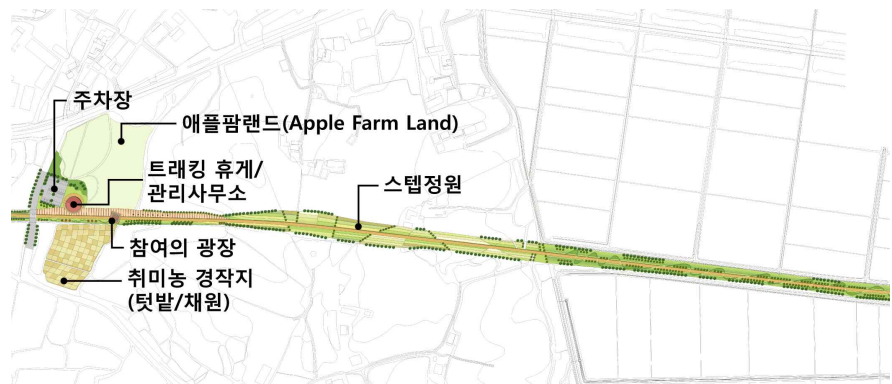 주차장
애플팜랜드(Apple Farm Land)
트래킹 휴게/
관리사무소
스텝정원
참여의 광장
취미농 경작지
(텃밭/채원)